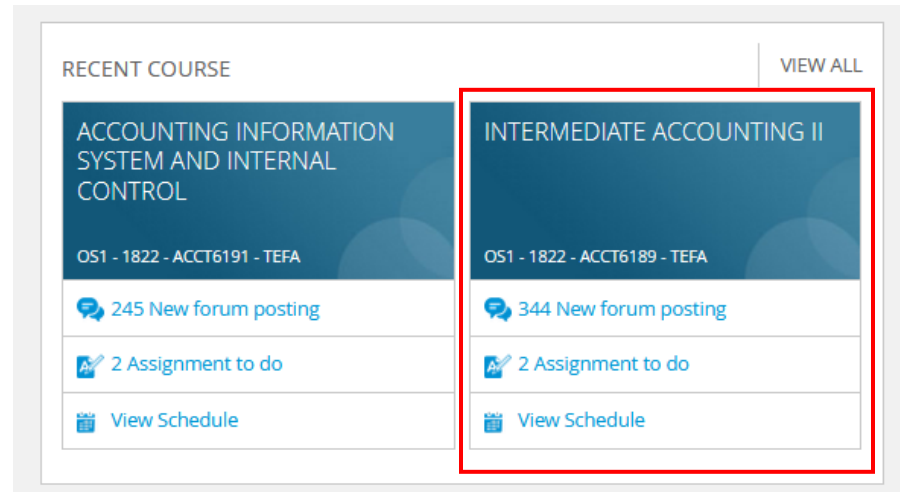 RECENT COURSE
VIEW ALL
ACCOUNTING INFORMATION
SYSTEM AND INTERNAL
CONTROL
OS1 - 1822 - ACCT6191 - TEFA
245 New forum posting
2 Assignment to do
View Schedule
INTERMEDIATE ACCOUNTING II
OS1 - 1822 - ACCT6189 - TEFA
344 New forum posting
2 Assignment to do
View Schedule